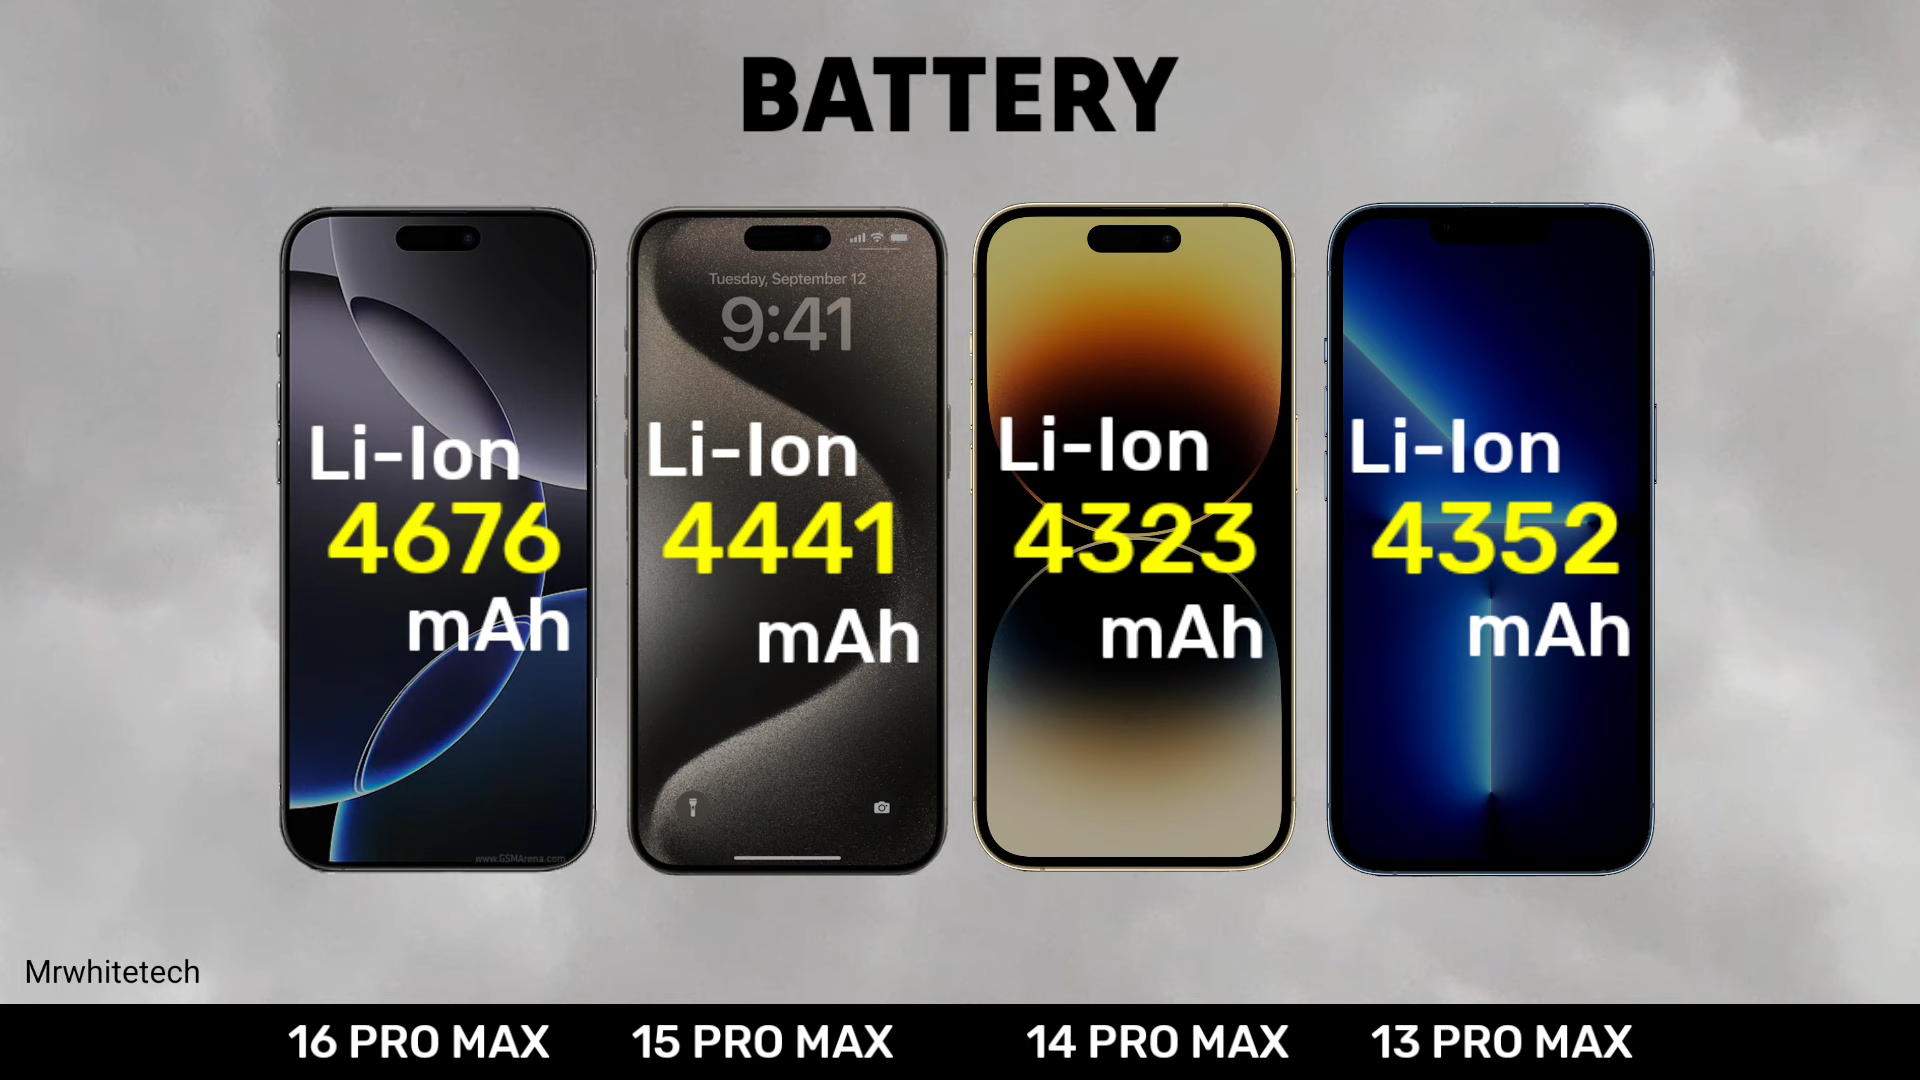 BATTERY
Tuesday, September 12
9:41
Li-Ion
4676
mAh
Li-Ion
4441
mAh
Li-Ion
4323
mAh
Li-Ion
4352
mAh
www.GSMArena.com
Mrwhitetech
16 PRO MAX
15 PRO MAX
14 PRO MAX
13 PRO MAX